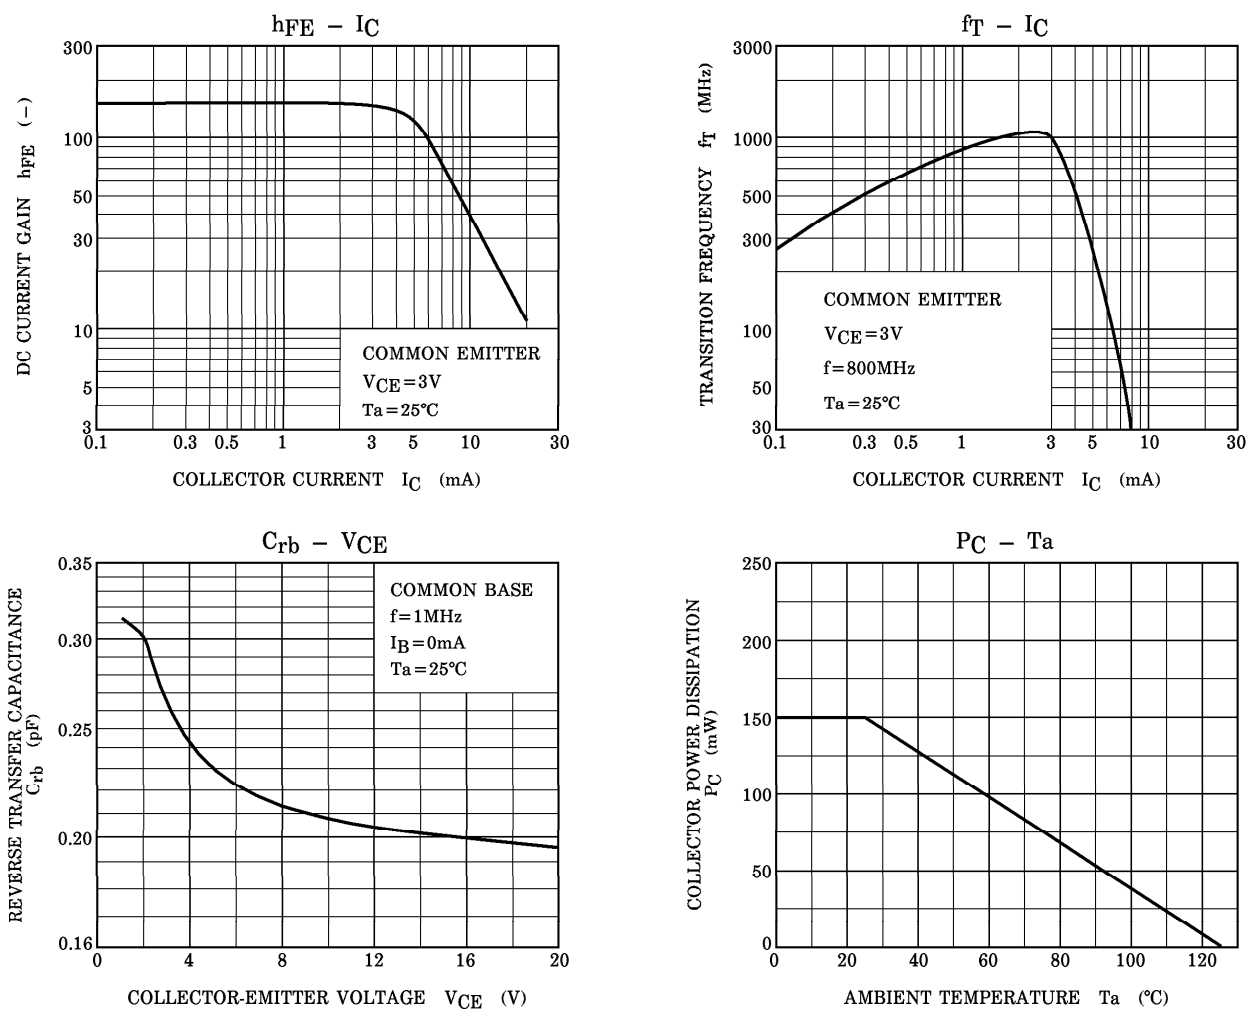 hFE – IC
300
100
50
30
10
5
3
DC CURRENT GAIN hFE (–)
COMMON EMITTER
VCE=3V
Ta=25°C
0.1 0.3 0.5 1 3 5 10 30
COLLECTOR CURRENT IC (mA)
fT – IC
3000
1000
500
300
100
50
30
TRANSITION FREQUENCY fT (MHz)
COMMON EMITTER
VCE=3V
f=800MHz
Ta=25°C
0.1 0.3 0.5 1 3 5 10 30
COLLECTOR CURRENT IC (mA)
Crb – VCE
0.35
0.30
0.25
0.20
0.16
REVERSE TRANSFER CAPACITANCE
Crb (pF)
COMMON BASE
f=1MHz
IB=0mA
Ta=25°C
0 4 8 12 16 20
COLLECTOR-EMITTER VOLTAGE VCE (V)
PC – Ta
250
200
150
100
50
0
COLLECTOR POWER DISSIPATION
PC (mW)
0 20 40 60 80 100 120
AMBIENT TEMPERATURE Ta (°C)